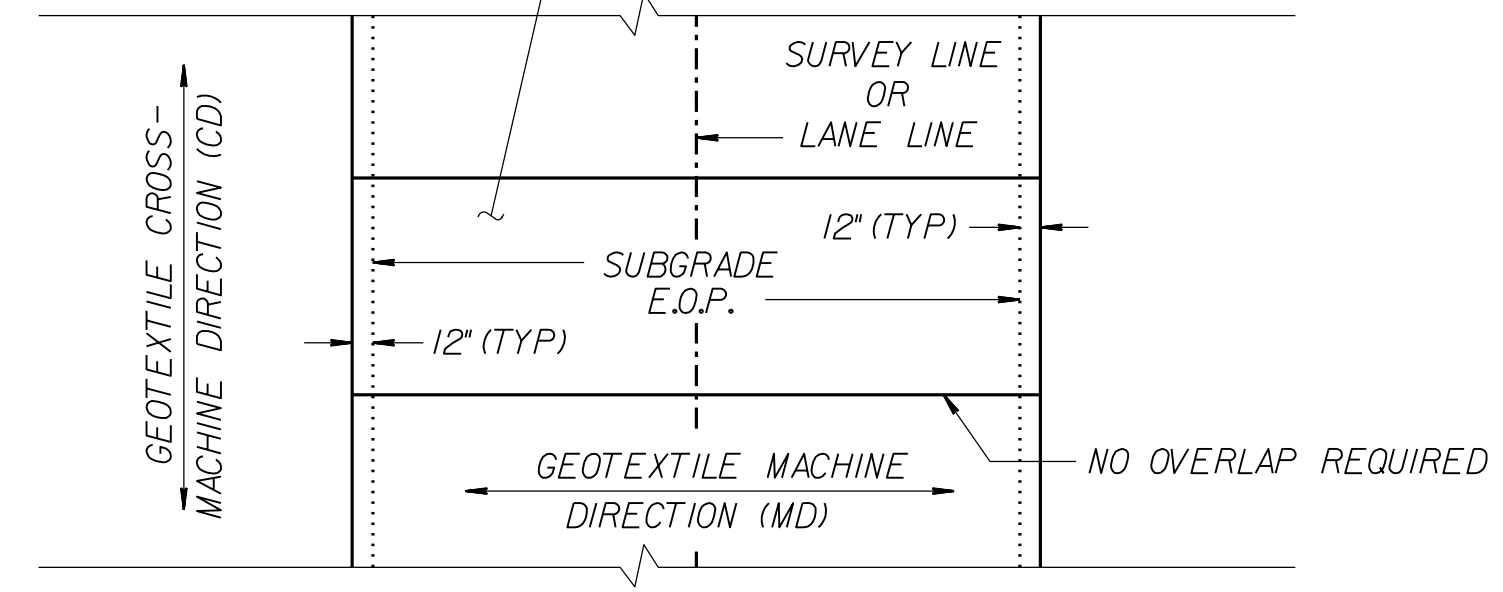 SURVEY LINE
OR
LANE LINE
GEOTEXTILE CROSS-
MACHINE DIRECTION (CD)
12" (TYP)
SUBGRADE
E.O.P.
12" (TYP)
NO OVERLAP REQUIRED
GEOTEXTILE MACHINE
DIRECTION (MD)